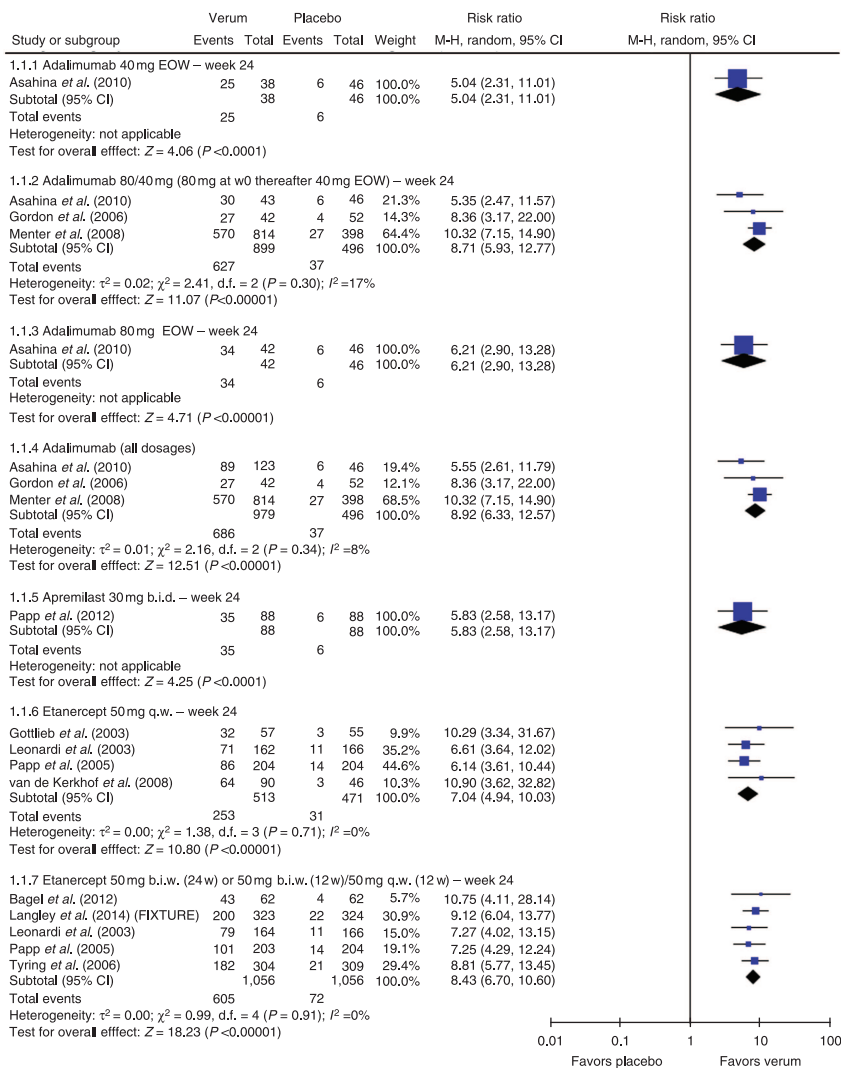 Verum Placebo Risk ratio Risk ratio
Study or subgroup Events Total Events Total Weight M-H, random, 95% CI M-H, random, 95% CI
1.1.1 Adalimumab 40 mg EOW – week 24
Asahina et al. (2010) 25 38 6 46 100.0% 5.04 (2.31, 11.01)
Subtotal (95% CI) 38 46 100.0% 5.04 (2.31, 11.01)
Total events 25 6
Heterogeneity: not applicable
Test for overall efffect: Z = 4.06 (P <0.0001)
1.1.2 Adalimumab 80/40 mg (80 mg at w0 thereafter 40 mg EOW) – week 24
Asahina et al. (2010) 30 43 6 46 21.3% 5.35 (2.47, 11.57)
Gordon et al. (2006) 27 42 4 52 14.3% 8.36 (3.17, 22.00)
Menter et al. (2008) 570 814 27 398 64.4% 10.32 (7.15, 14.90)
Subtotal (95% CI) 899 496 100.0% 8.71 (5.93, 12.77)
Total events 627 37
Heterogeneity: τ² = 0.02; χ² = 2.41, d.f. = 2 (P = 0.30); I² =17%
Test for overall efffect: Z = 11.07 (P<0.00001)
1.1.3 Adalimumab 80 mg EOW – week 24
Asahina et al. (2010) 34 42 6 46 100.0% 6.21 (2.90, 13.28)
Subtotal (95% CI) 42 46 100.0% 6.21 (2.90, 13.28)
Total events 34 6
Heterogeneity: not applicable
Test for overall efffect: Z = 4.71 (P <0.00001)
1.1.4 Adalimumab (all dosages)
Asahina et al. (2010) 89 123 6 46 19.4% 5.55 (2.61, 11.79)
Gordon et al. (2006) 27 42 4 52 12.1% 8.36 (3.17, 22.00)
Menter et al. (2008) 570 814 27 398 68.5% 10.32 (7.15, 14.90)
Subtotal (95% CI) 979 496 100.0% 8.92 (6.33, 12.57)
Total events 686 37
Heterogeneity: τ² = 0.01; χ² = 2.16, d.f. = 2 (P = 0.34); I² =8%
Test for overall efffect: Z = 12.51 (P <0.00001)
1.1.5 Apremilast 30 mg b.i.d. – week 24
Papp et al. (2012) 35 88 6 88 100.0% 5.83 (2.58, 13.17)
Subtotal (95% CI) 88 88 100.0% 5.83 (2.58, 13.17)
Total events 35 6
Heterogeneity: not applicable
Test for overall efffect: Z = 4.25 (P <0.0001)
1.1.6 Etanercept 50 mg q.w. – week 24
Gottlieb et al. (2003) 32 57 3 55 9.9% 10.29 (3.34, 31.67)
Leonardi et al. (2003) 71 162 11 166 35.2% 6.61 (3.64, 12.02)
Papp et al. (2005) 86 204 14 204 44.6% 6.14 (3.61, 10.44)
van de Kerkhof et al. (2008) 64 90 3 46 10.3% 10.90 (3.62, 32.82)
Subtotal (95% CI) 513 471 100.0% 7.04 (4.94, 10.03)
Total events 253 31
Heterogeneity: τ² = 0.00; χ² = 1.38, d.f. = 3 (P = 0.71); I² =0%
Test for overall efffect: Z = 10.80 (P <0.00001)
1.1.7 Etanercept 50 mg b.i.w. (24 w) or 50 mg b.i.w. (12 w)/50 mg q.w. (12 w) – week 24
Bagel et al. (2012) 43 62 4 62 5.7% 10.75 (4.11, 28.14)
Langley et al. (2014) (FIXTURE) 200 323 22 324 30.9% 9.12 (6.04, 13.77)
Leonardi et al. (2003) 79 164 11 166 15.0% 7.27 (4.02, 13.15)
Papp et al. (2005) 101 203 14 204 19.1% 7.25 (4.29, 12.24)
Tyring et al. (2006) 182 304 21 309 29.4% 8.81 (5.77, 13.45)
Subtotal (95% CI) 1,056 1,056 100.0% 8.43 (6.70, 10.60)
Total events 605 72
Heterogeneity: τ² = 0.00; χ² = 0.99, d.f. = 4 (P = 0.91); I² =0%
Test for overall efffect: Z = 18.23 (P <0.00001)
0.01 0.1 1 10 100
Favors placebo Favors verum